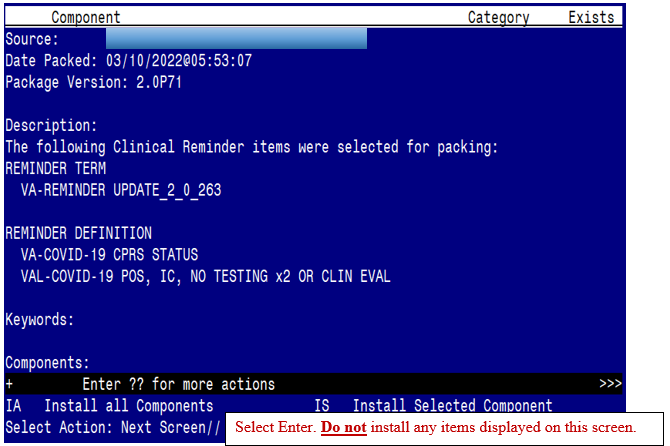 Component Category Exists
Source:
Date Packed: 03/10/2022@05:53:07
Package Version: 2.0P71
Description:
The following Clinical Reminder items were selected for packing:
REMINDER TERM
VA-REMINDER UPDATE_2_0_263
REMINDER DEFINITION
VA-COVID-19 CPRS STATUS
VAL-COVID-19 POS, IC, NO TESTING x2 OR CLIN EVAL
Keywords:
Components:
+ Enter ?? for more actions >>>
IA Install all Components IS Install Selected Component
Select Action: Next Screen//
Select Enter. Do not install any items displayed on this screen.